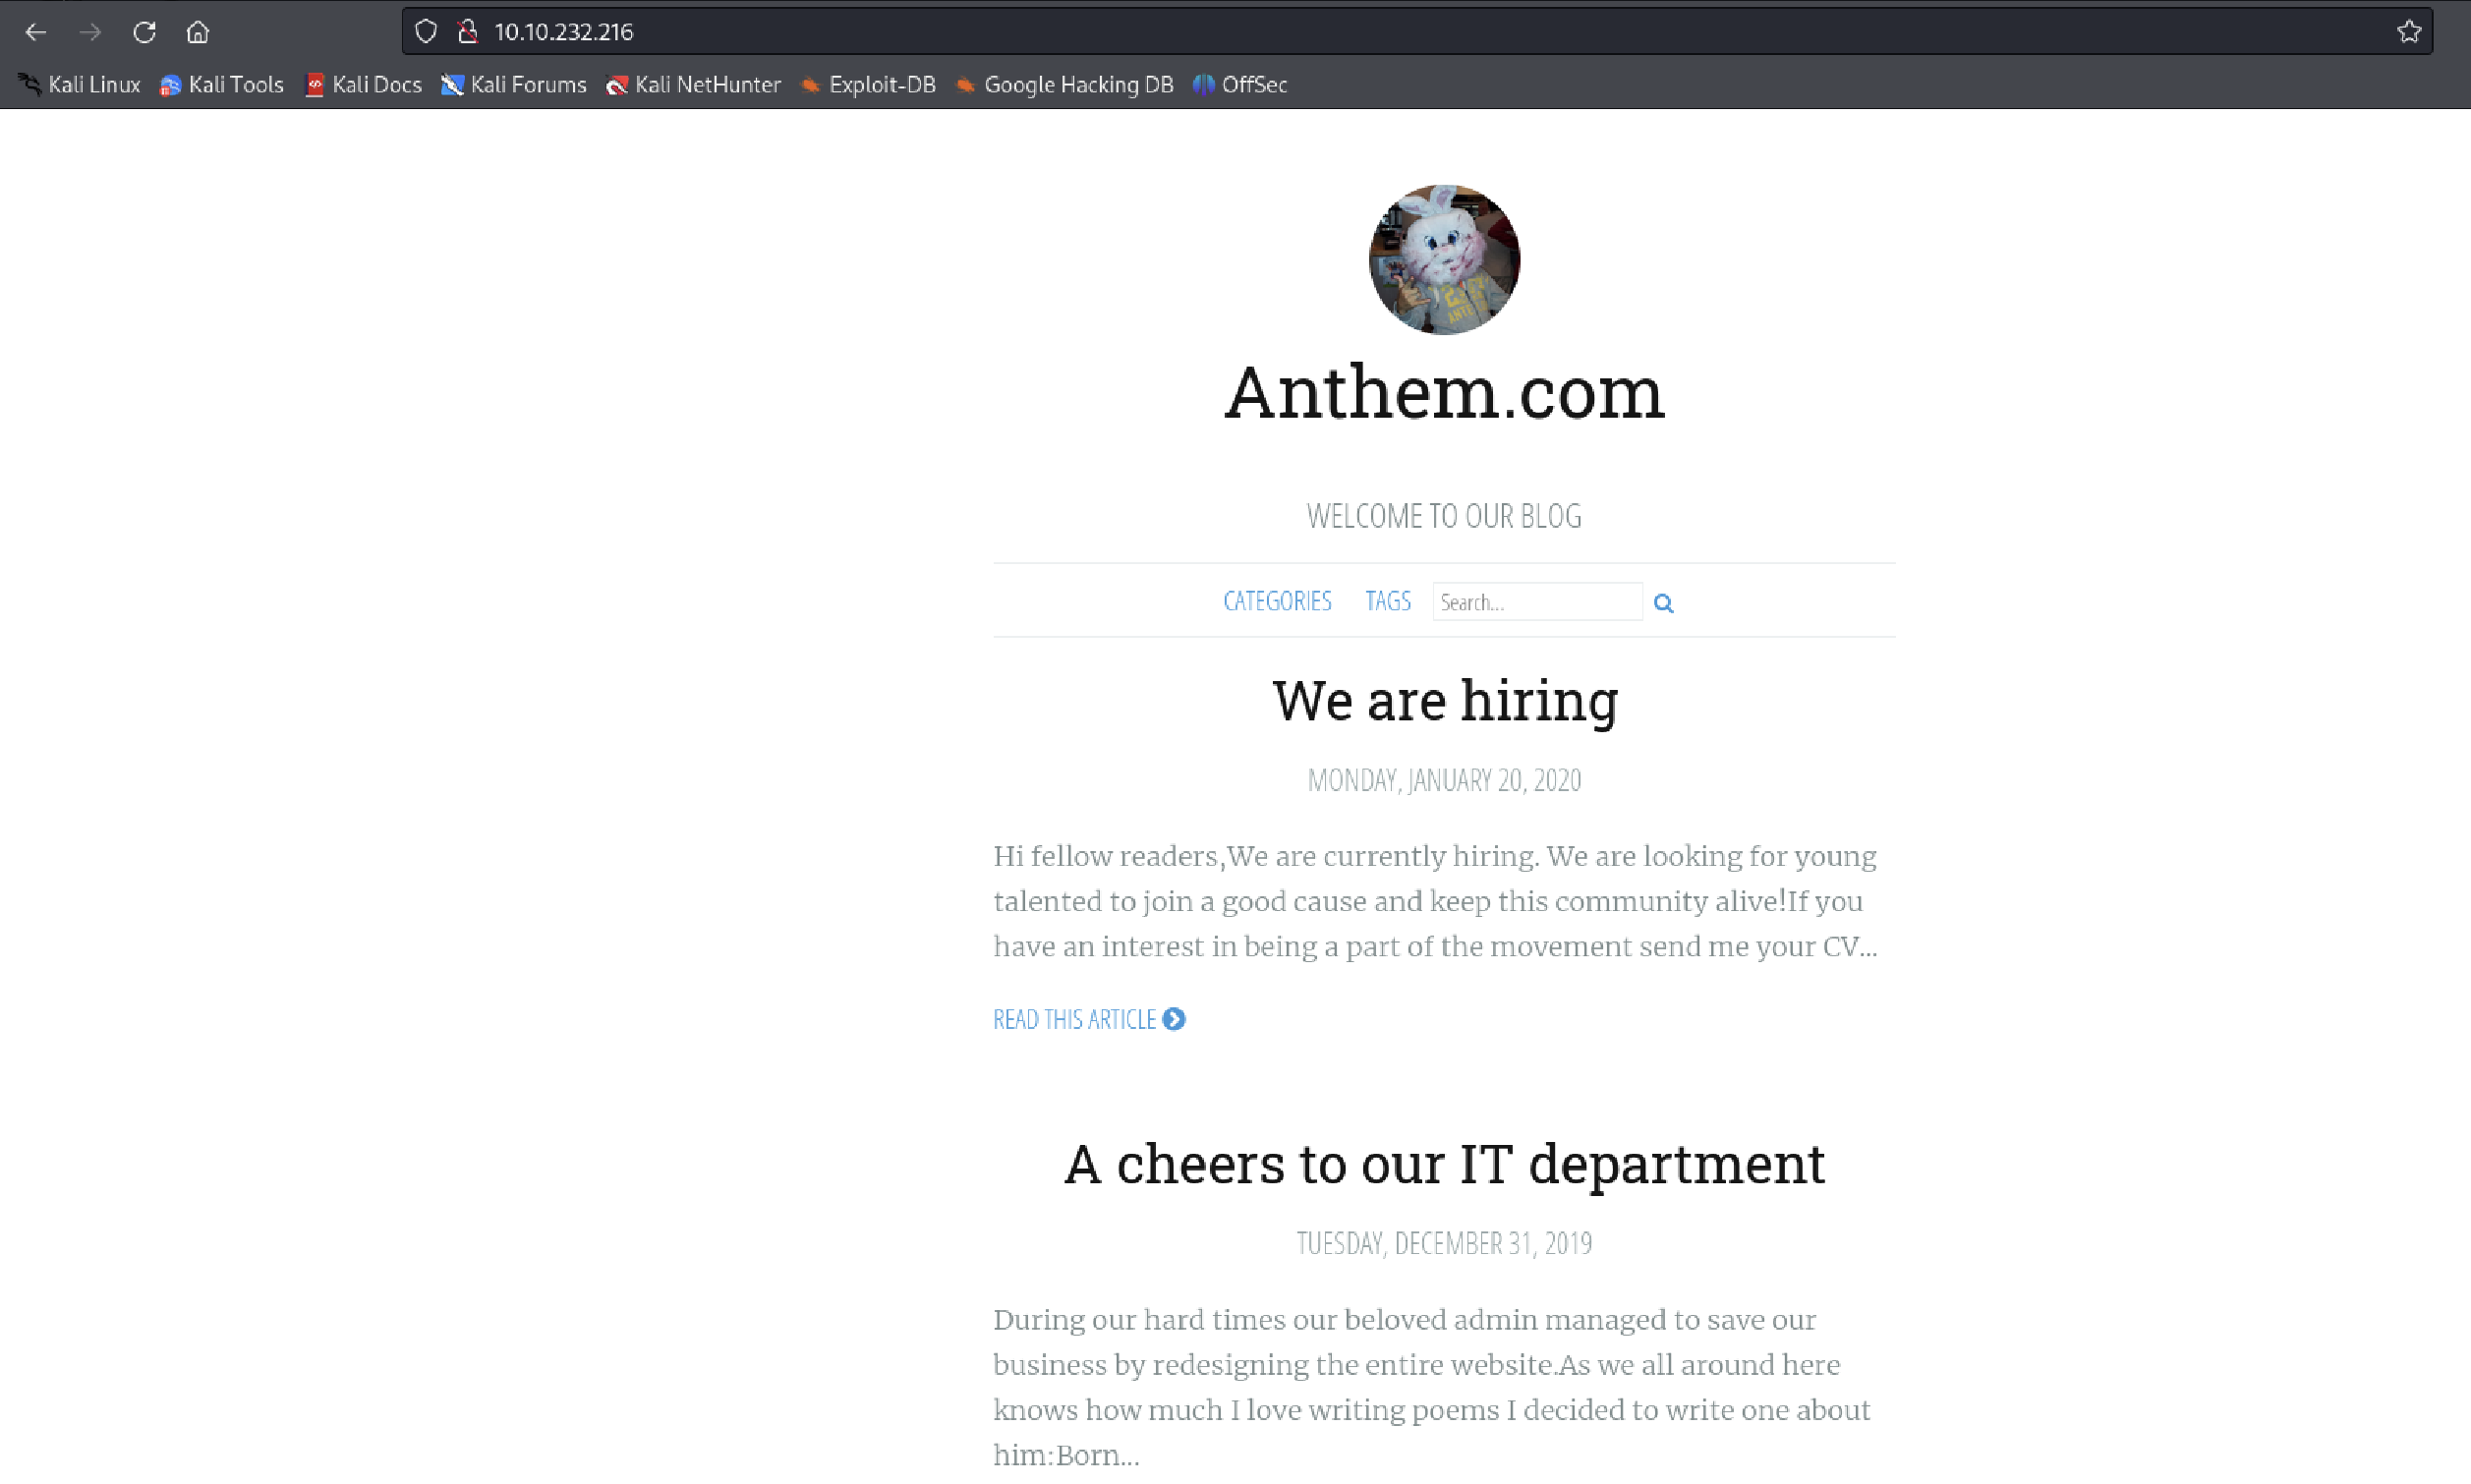 10.10.232.216
Kali Linux Kali Tools Kali Docs Kali Forums Kali NetHunter Exploit-DB Google Hacking DB OffSec
Anthem.com
WELCOME TO OUR BLOG
CATEGORIES TAGS Search...
We are hiring
MONDAY, JANUARY 20, 2020
Hi fellow readers,We are currently hiring. We are looking for young
talented to join a good cause and keep this community alive!If you
have an interest in being a part of the movement send me your CV...
READ THIS ARTICLE
A cheers to our IT department
TUESDAY, DECEMBER 31, 2019
During our hard times our beloved admin managed to save our
business by redesigning the entire website.As we all around here
knows how much I love writing poems I decided to write one about
him:Born...